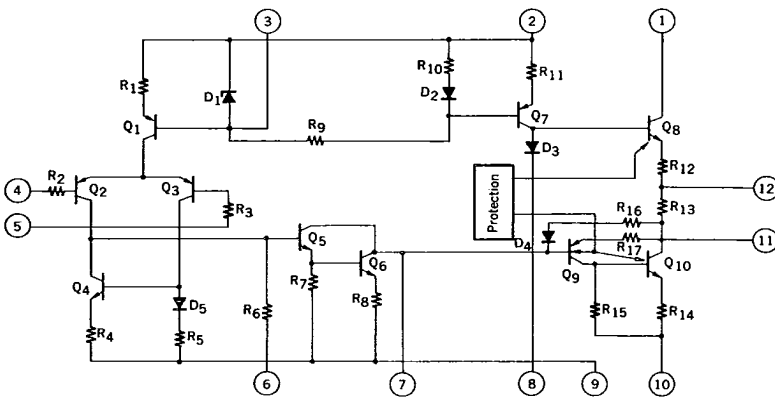 3
2
1
R1
D1
R10
D2
R11
Q1
R9
Q7
Q8
D3
R12
4
R2
Q2
Q3
Protection
12
R3
R16
R13
5
R17
11
Q5
D4
Q6
Q9
Q10
Q4
R7
R8
D5
R6
R15
R14
R4
R5
6
7
8
9
10